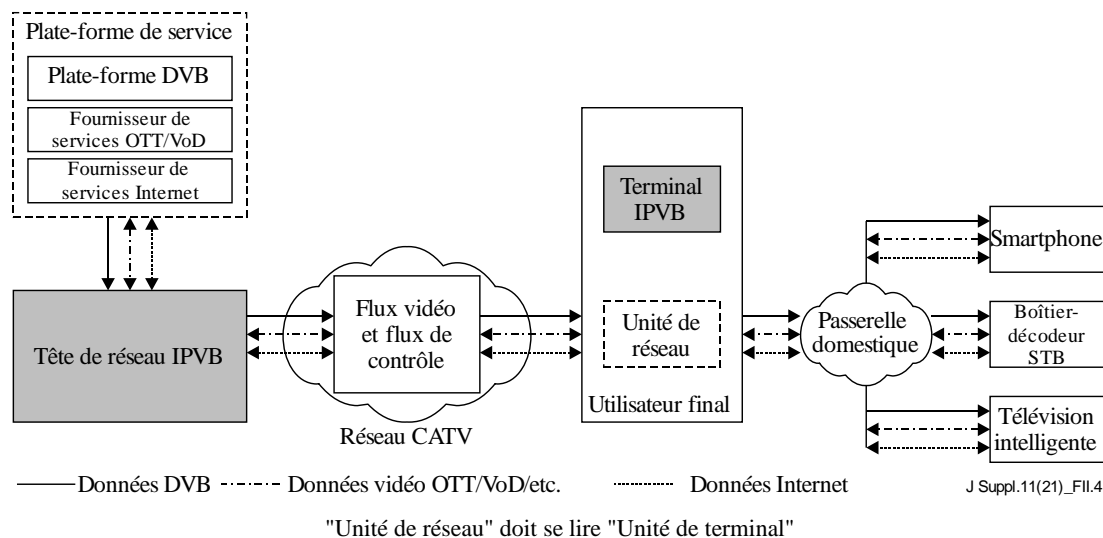 Plate-forme de service
Plate-forme DVB
Fournisseur de
services OTT/VoD
Fournisseur de
services Internet
Tête de réseau IPVB
Flux vidéo
et flux de
contrôle
Réseau CATV
Terminal
IPVB
Unité de
réseau
Utilisateur final
Passerelle
domestique
Smartphone
Boîtier-
décodeur
STB
Télévision
intelligente
Données DVB
Données vidéo OTT/VoD/etc.
Données Internet
J Suppl.11(21)_FII.4
"Unité de réseau" doit se lire "Unité de terminal"